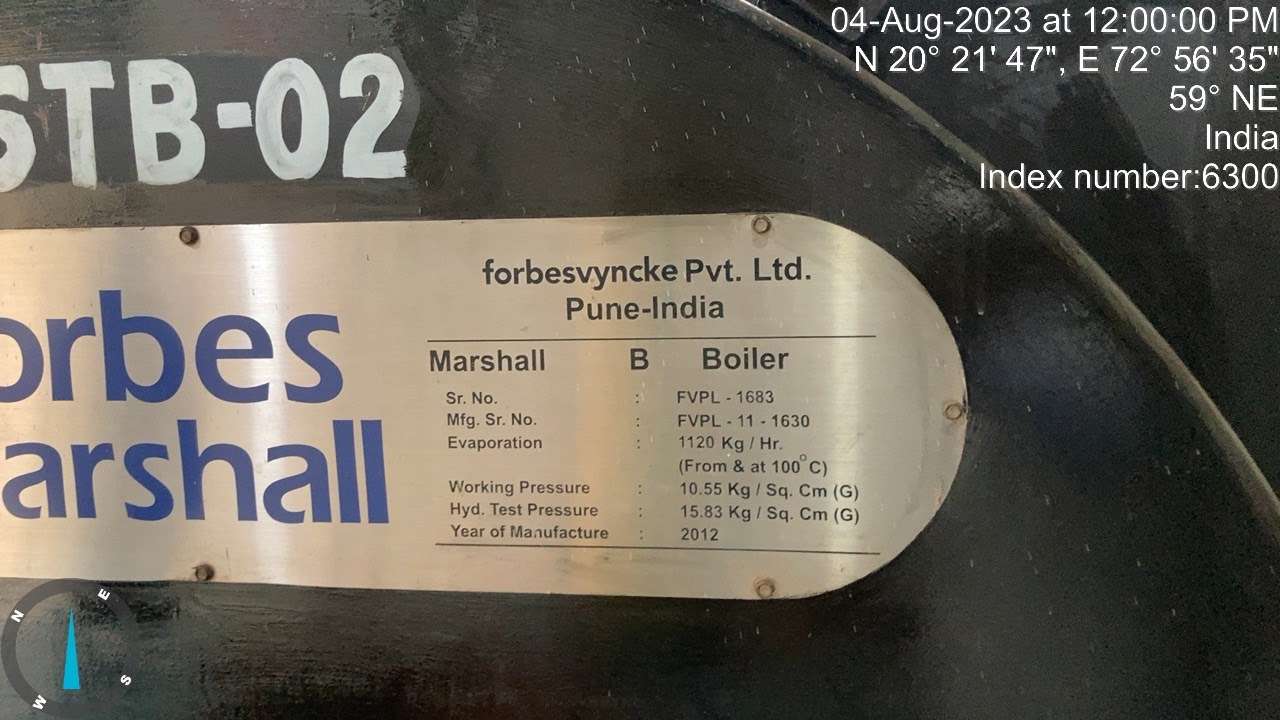 04-Aug-2023 at 12:00:00 PM
N 20° 21' 47", E 72° 56' 35"
59° NE
India
Index number:6300
STB-02
forbesvyncke Pvt. Ltd.
Pune-India
orbes
arshall
Marshall B Boiler
Sr. No. : FVPL - 1683
Mfg. Sr. No. : FVPL - 11 - 1630
Evaporation : 1120 Kg / Hr.
(From & at 100°C)
Working Pressure : 10.55 Kg / Sq. Cm (G)
Hyd. Test Pressure : 15.83 Kg / Sq. Cm (G)
Year of Manufacture : 2012
N
E
S
W